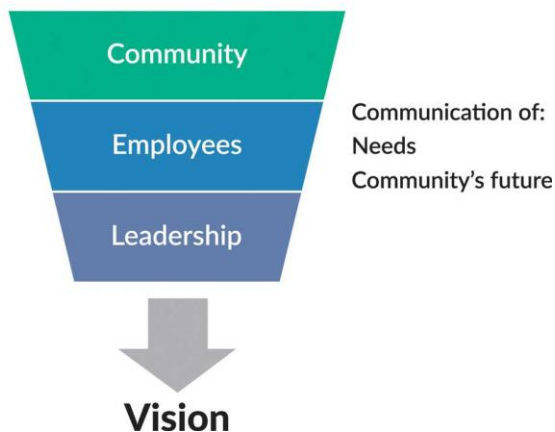 Community
Employees
Leadership
Communication of:
Needs
Community's future
Vision